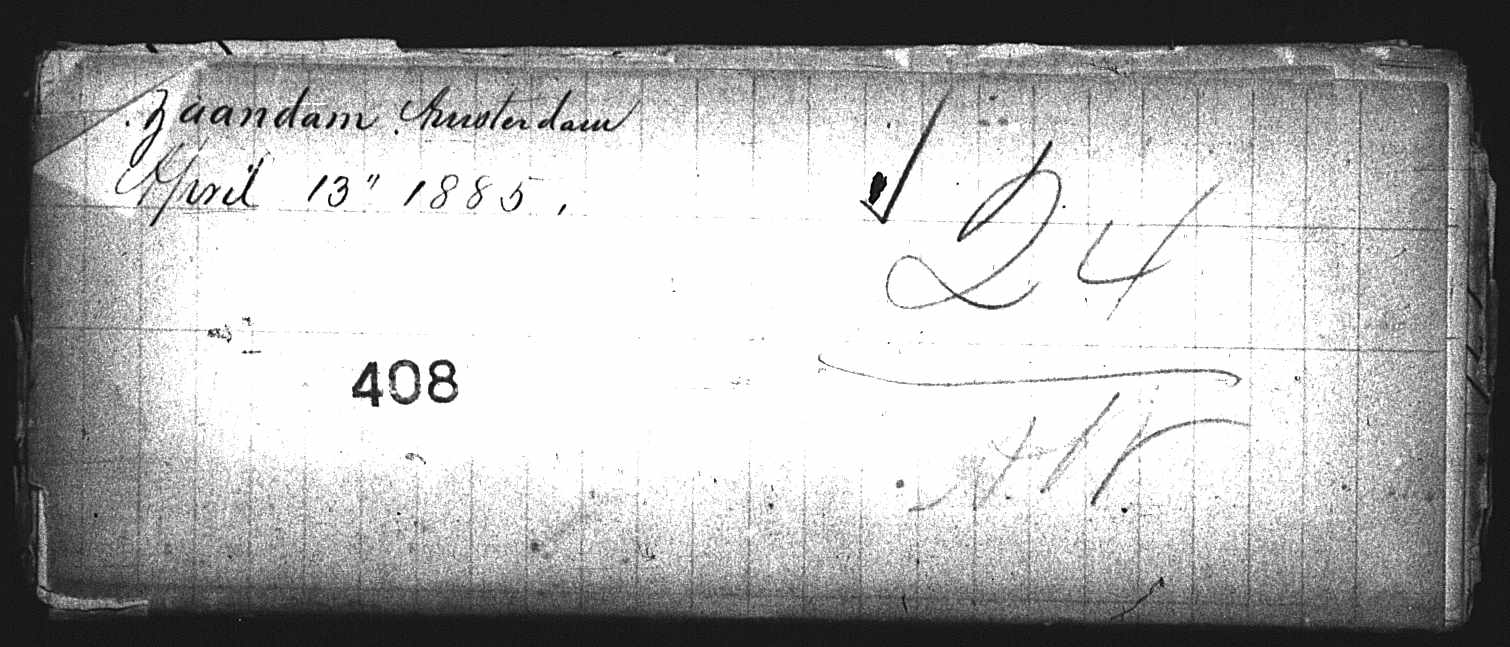 Zaandam Amsterdam
April 13" 1885,
24
408